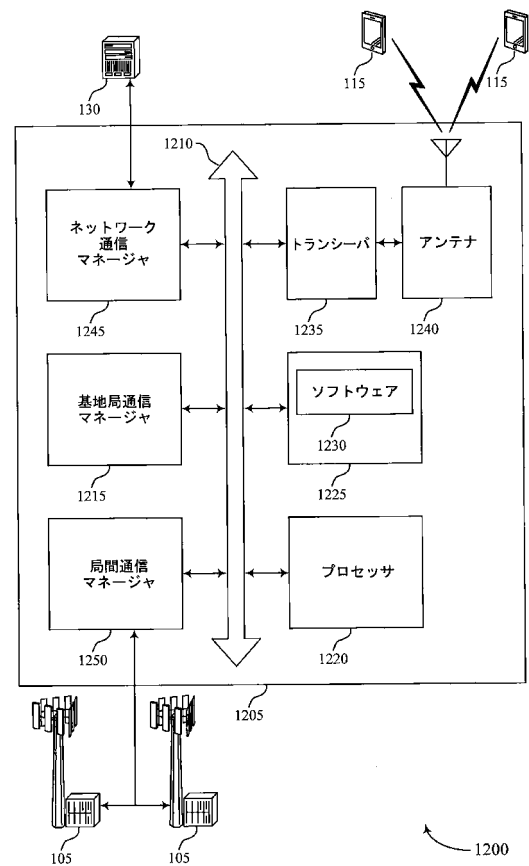 115
115
130
1210
ネットワーク
通信
マネージャ
1245
トランシーバ
1235
アンテナ
1240
基地局通信
マネージャ
1215
ソフトウェア
1230
1225
局間通信
マネージャ
1250
プロセッサ
1220
1205
105
105
1200